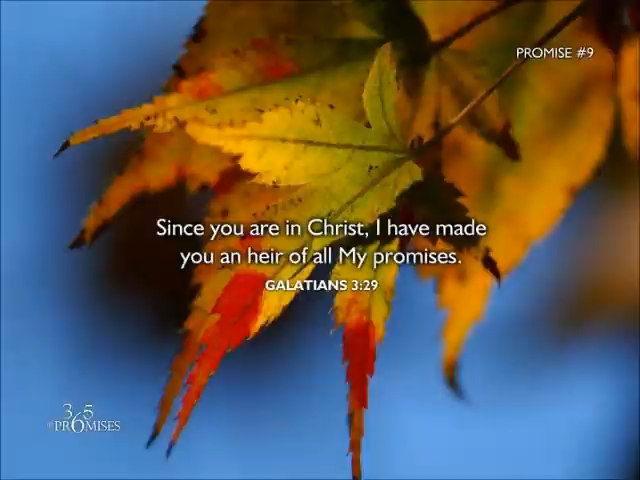 PROMISE #9
Since you are in Christ, I have made
you an heir of all My promises.
GALATIANS 3:29
365
PROMISES